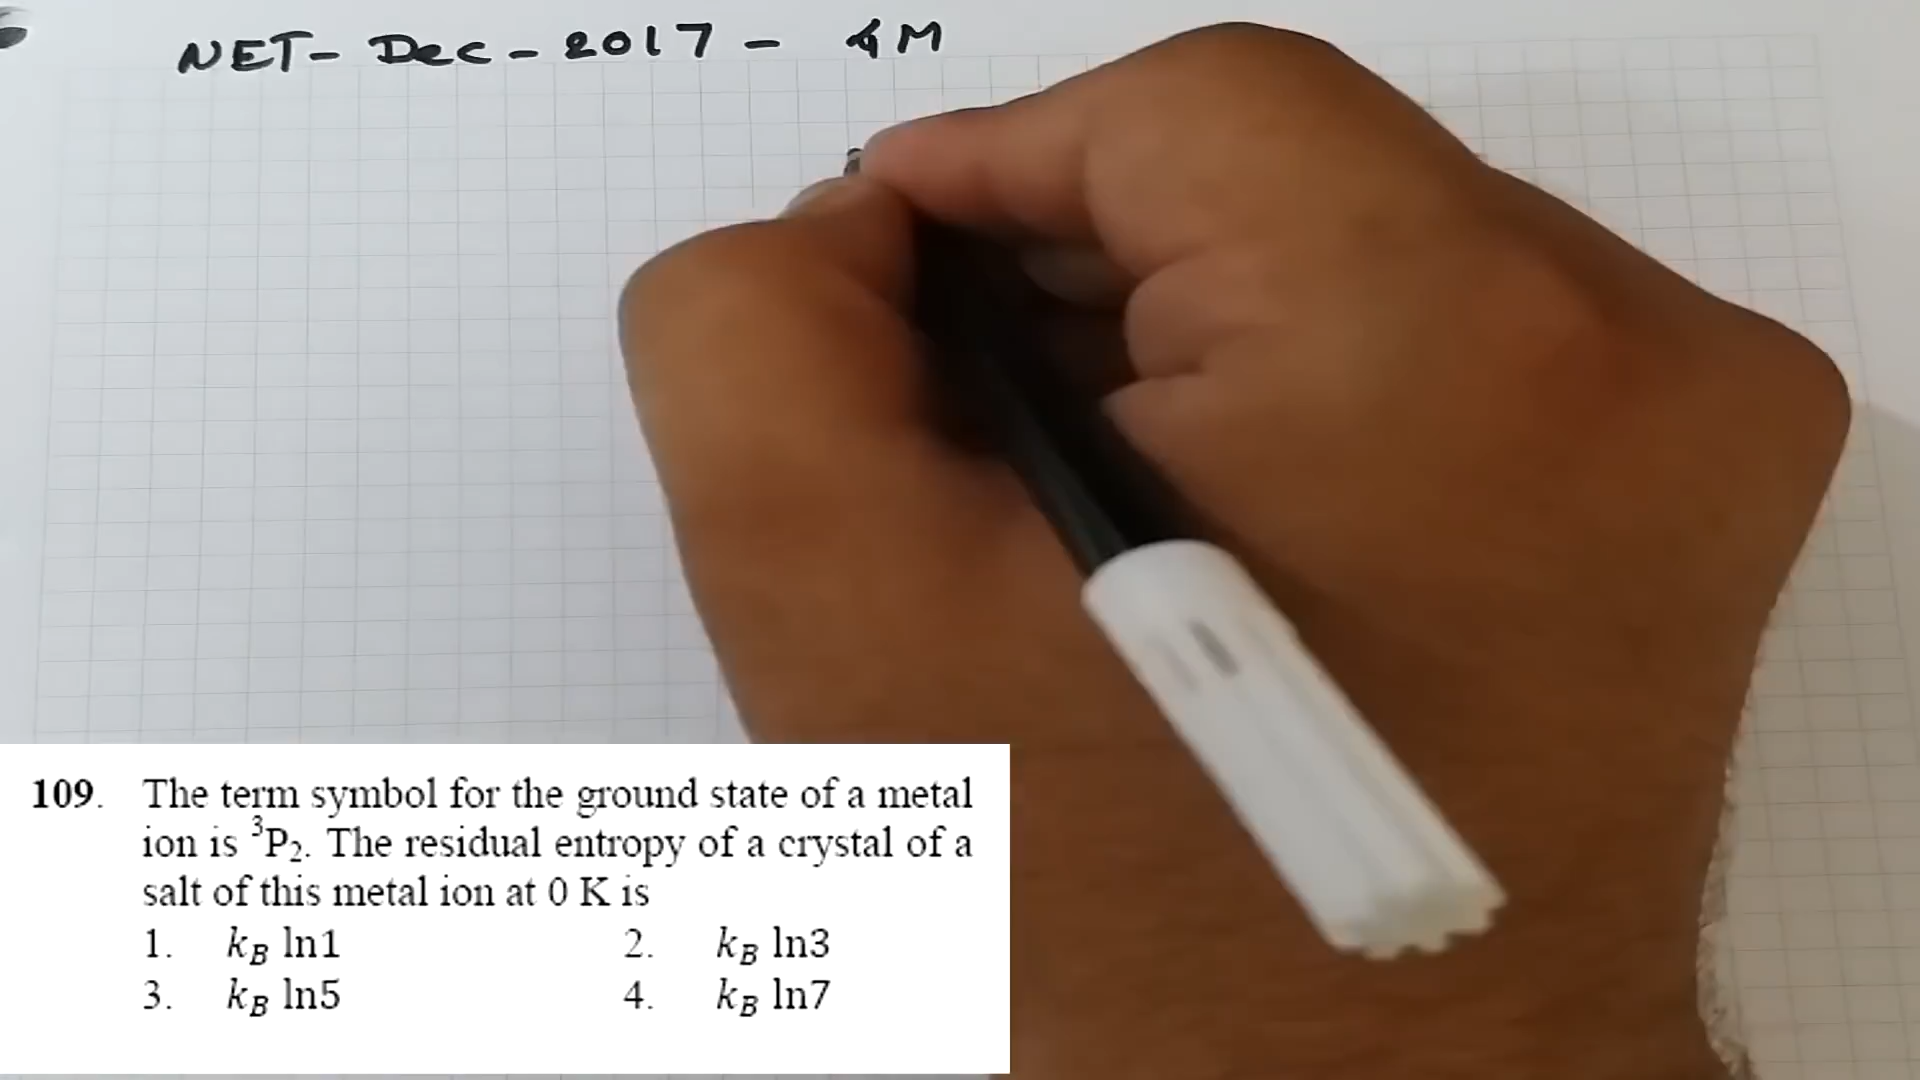 NET- Dec - 2017 - 4M
109. The term symbol for the ground state of a metal
ion is ³P₂. The residual entropy of a crystal of a
salt of this metal ion at 0 K is
1. k_B ln1 2. k_B ln3
3. k_B ln5 4. k_B ln7